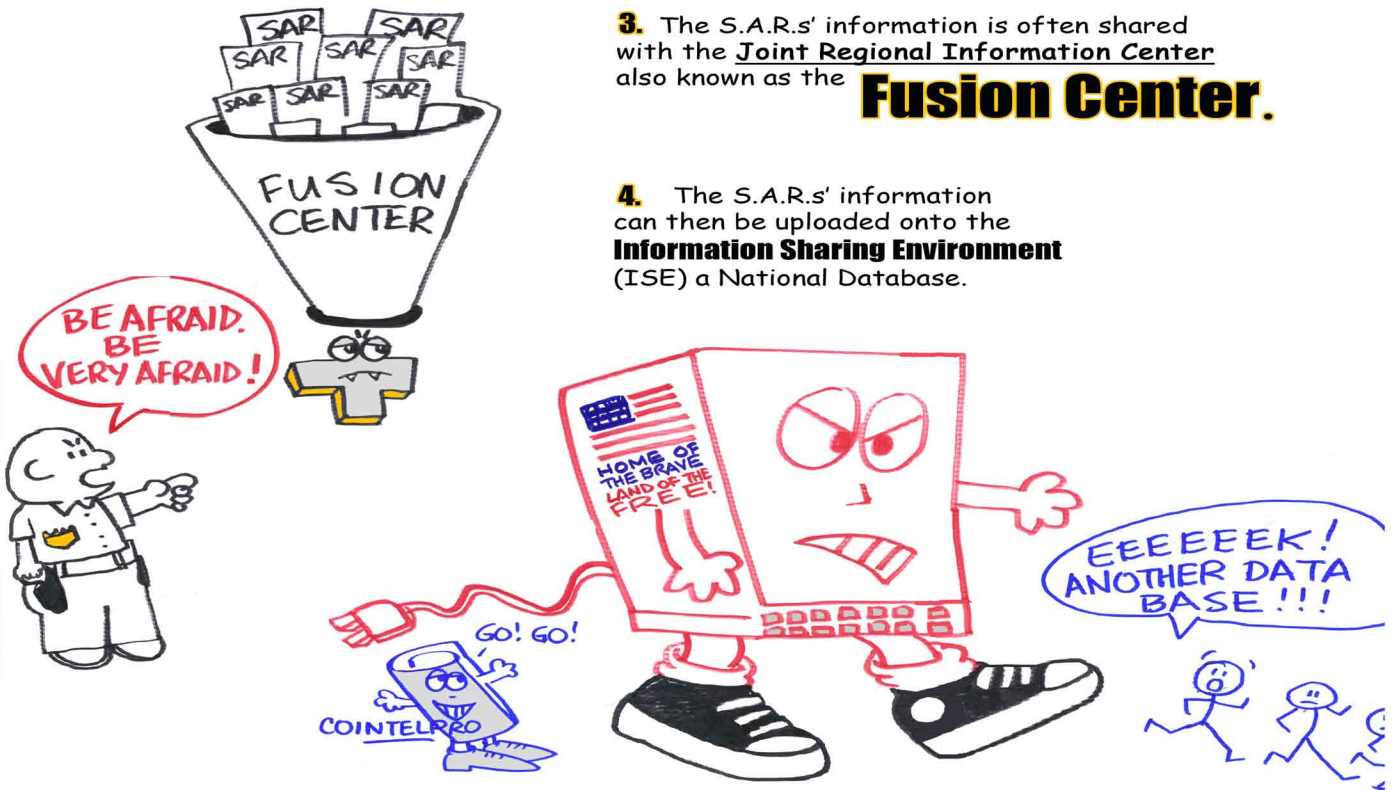 SAR SAR
SAR SAR SAR
SAR SAR SAR
FUSION
CENTER
3. The S.A.R.s' information is often shared
with the Joint Regional Information Center
also known as the Fusion Center.
4. The S.A.R.s' information
can then be uploaded onto the
Information Sharing Environment
(ISE) a National Database.
BE AFRAID.
BE
VERY AFRAID!
HOME OF
THE BRAVE
LAND OF THE
FREE!
GO! GO!
COINTELPRO
EEEEEEK!
ANOTHER DATA
BASE!!!